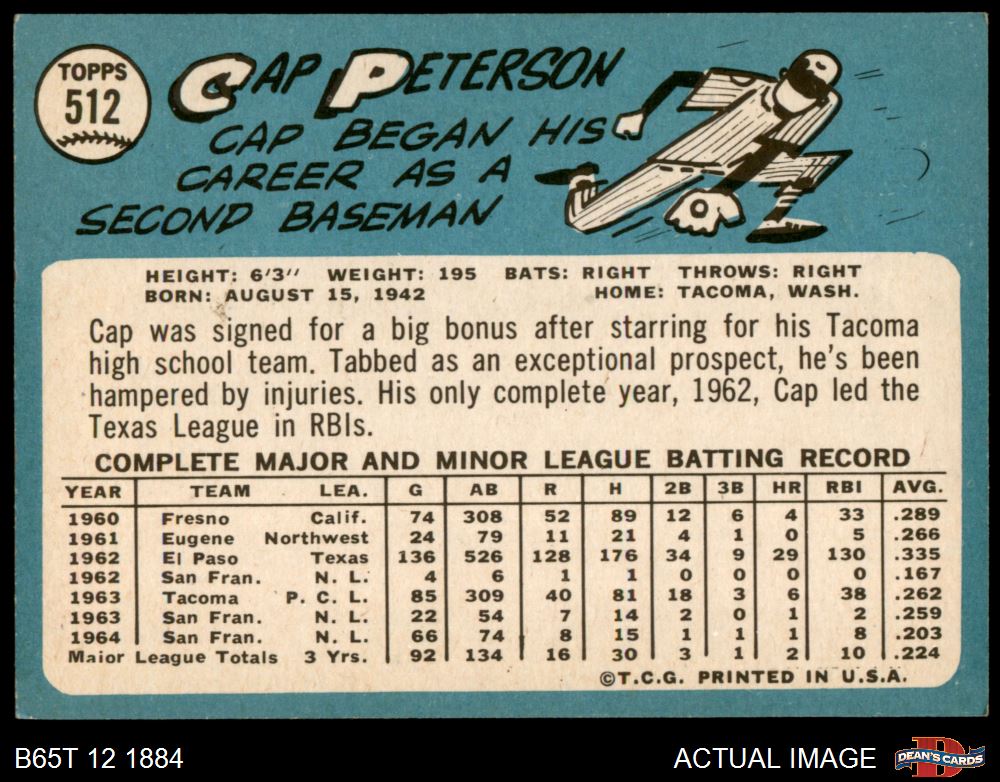 TOPPS
512
CAP PETERSON
CAP BEGAN HIS
CAREER AS A
SECOND BASEMAN
HEIGHT: 6'3" WEIGHT: 195 BATS: RIGHT THROWS: RIGHT
BORN: AUGUST 15, 1942 HOME: TACOMA, WASH.
Cap was signed for a big bonus after starring for his Tacoma
high school team. Tabbed as an exceptional prospect, he's been
hampered by injuries. His only complete year, 1962, Cap led the
Texas League in RBIs.
COMPLETE MAJOR AND MINOR LEAGUE BATTING RECORD
YEAR TEAM LEA. G AB R H 2B 3B HR RBI AVG.
1960 Fresno Calif. 74 308 52 89 12 6 4 33 .289
1961 Eugene Northwest 24 79 11 21 4 1 0 5 .266
1962 El Paso Texas 136 526 128 176 34 9 29 130 .335
1962 San Fran. N. L. 4 6 1 1 0 0 0 0 .167
1963 Tacoma P. C. L. 85 309 40 81 18 3 6 38 .262
1963 San Fran. N. L. 22 54 7 14 2 0 1 2 .259
1964 San Fran. N. L. 66 74 8 15 1 1 1 8 .203
Major League Totals 3 Yrs. 92 134 16 30 3 1 2 10 .224
©T.C.G. PRINTED IN U.S.A.
B65T 12 1884 ACTUAL IMAGE D DEAN'S CARDS